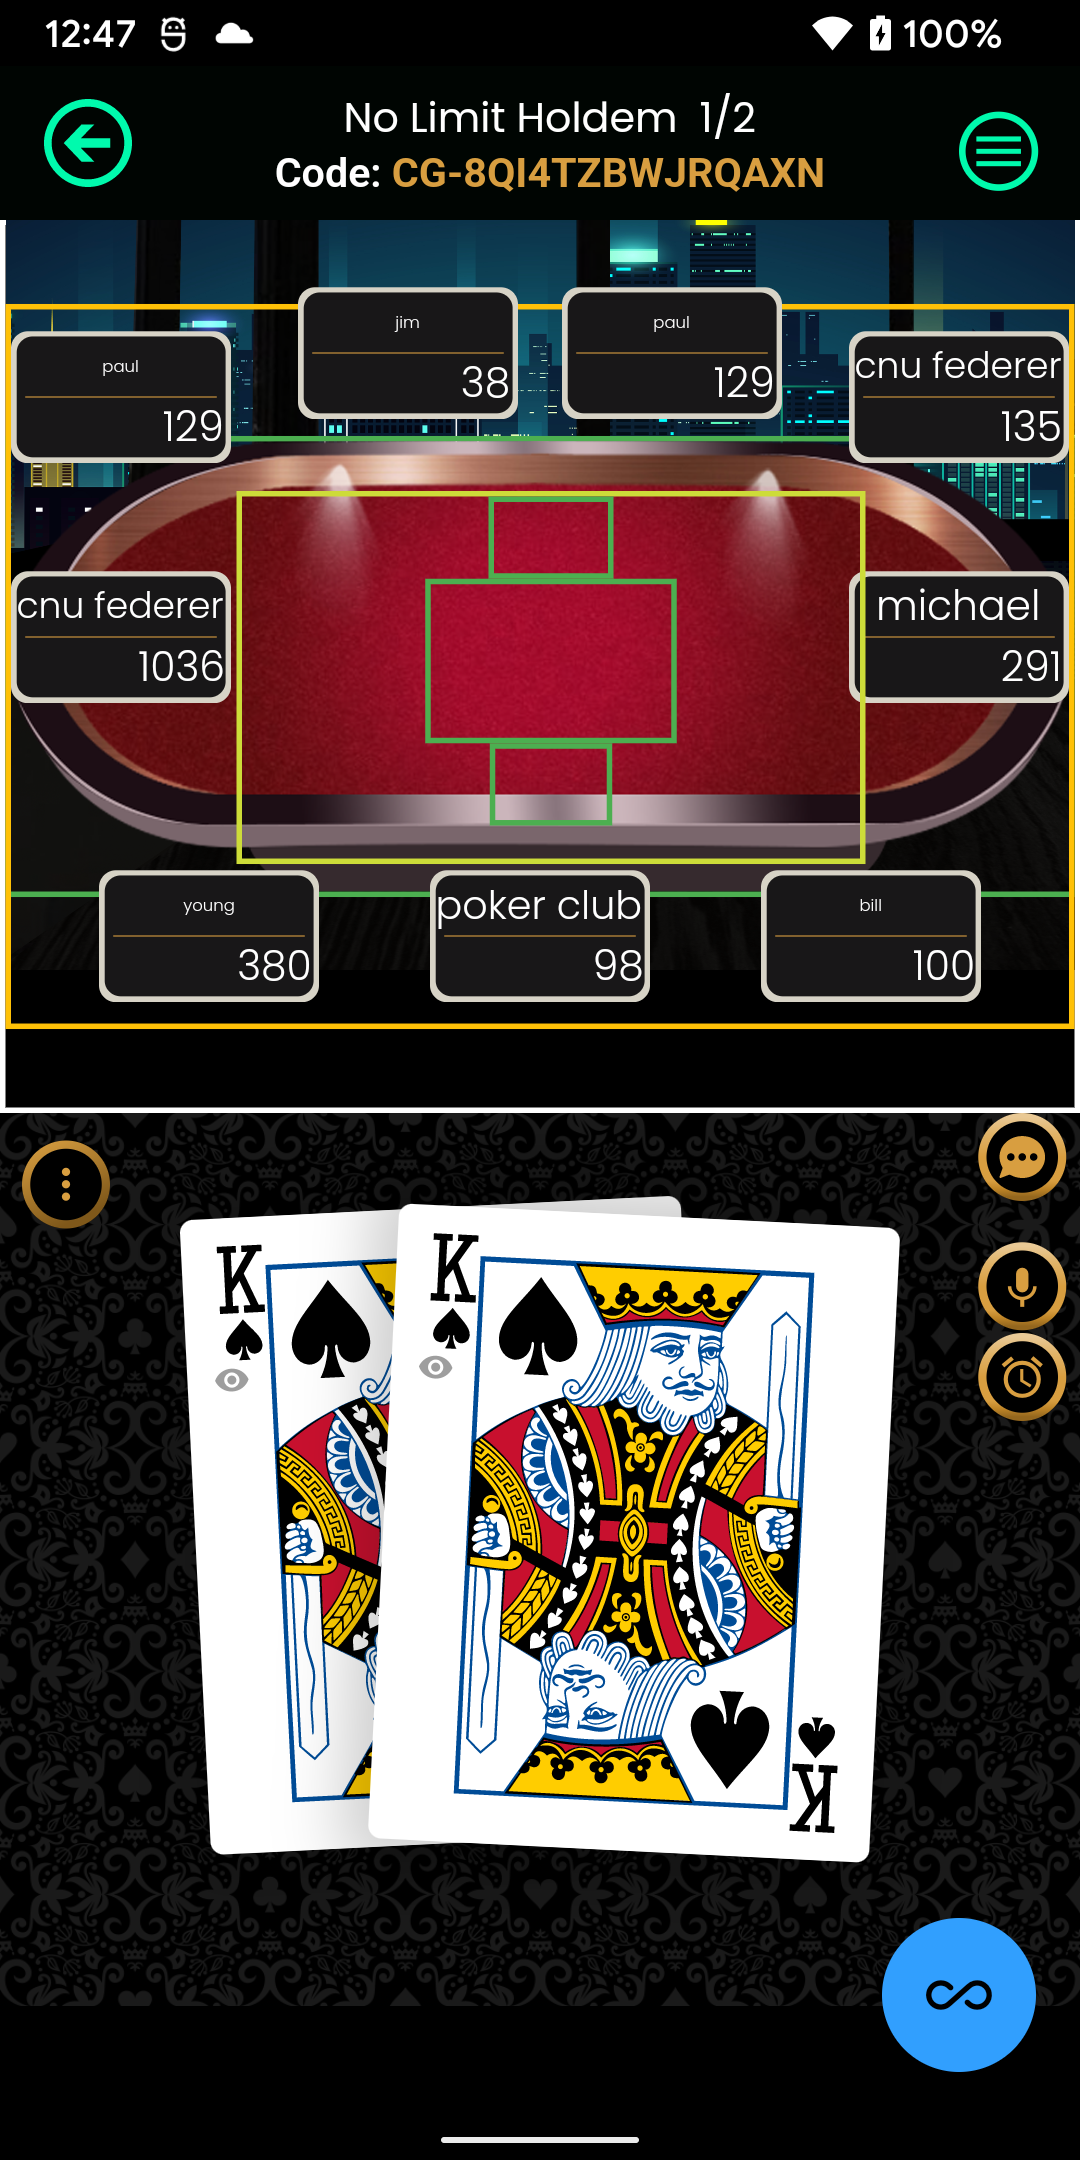 12:47
100%
No Limit Holdem 1/2
Code: CG-8QI4TZBWJRQAXN
jim
38
paul
129
paul
129
cnu federer
135
cnu federer
1036
michael
291
young
380
poker club
98
bill
100
K
K
K